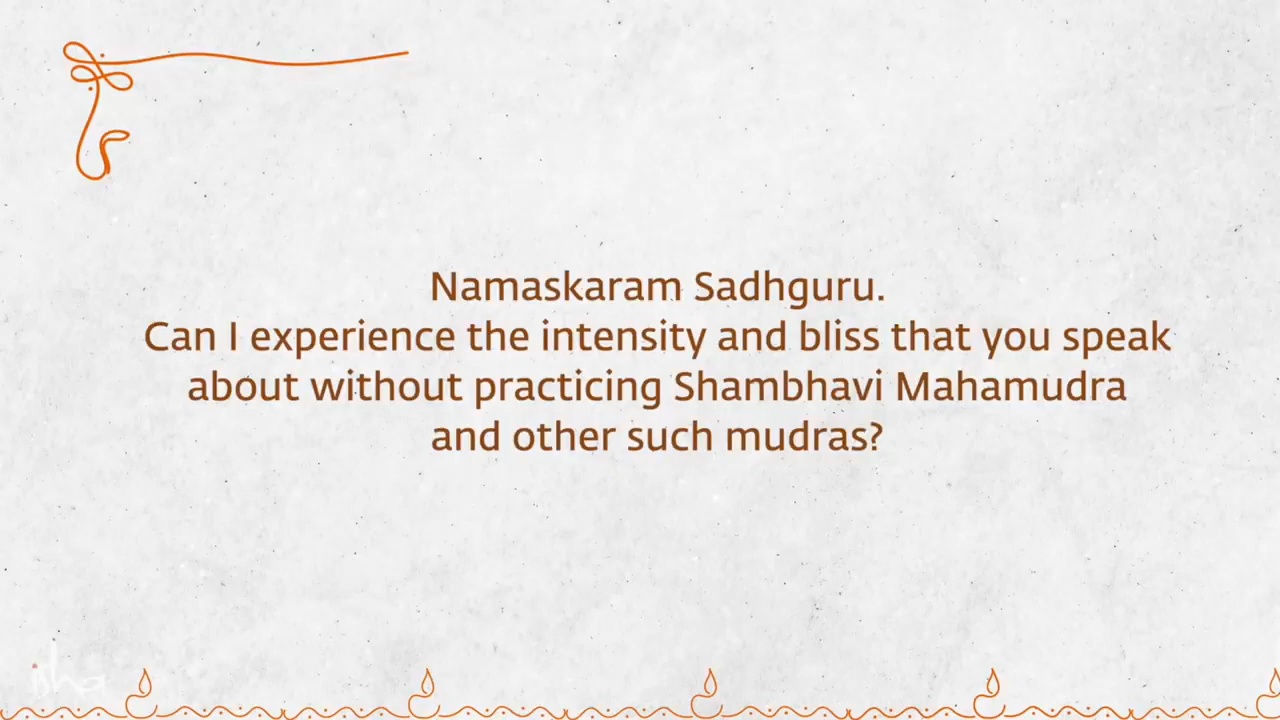 Namaskaram Sadhguru.
Can I experience the intensity and bliss that you speak
about without practicing Shambhavi Mahamudra
and other such mudras?
isha